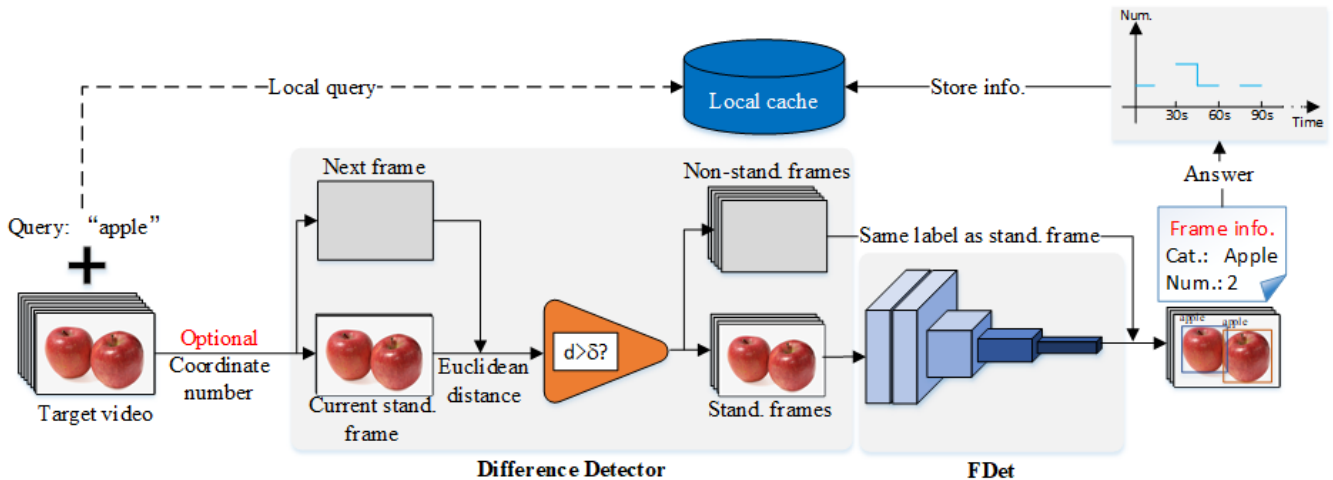 Num.
30s
60s
90s
Time
Local query
Local cache
Store info.
Answer
Query: “apple”
Next frame
Non-stand. frames
Same label as stand. frame
Frame info.
Cat.: Apple
Num.: 2
Optional
Coordinate
number
Target video
Current stand.
frame
Euclidean
distance
d>δ?
Stand. frames
apple
apple
Difference Detector
FDet